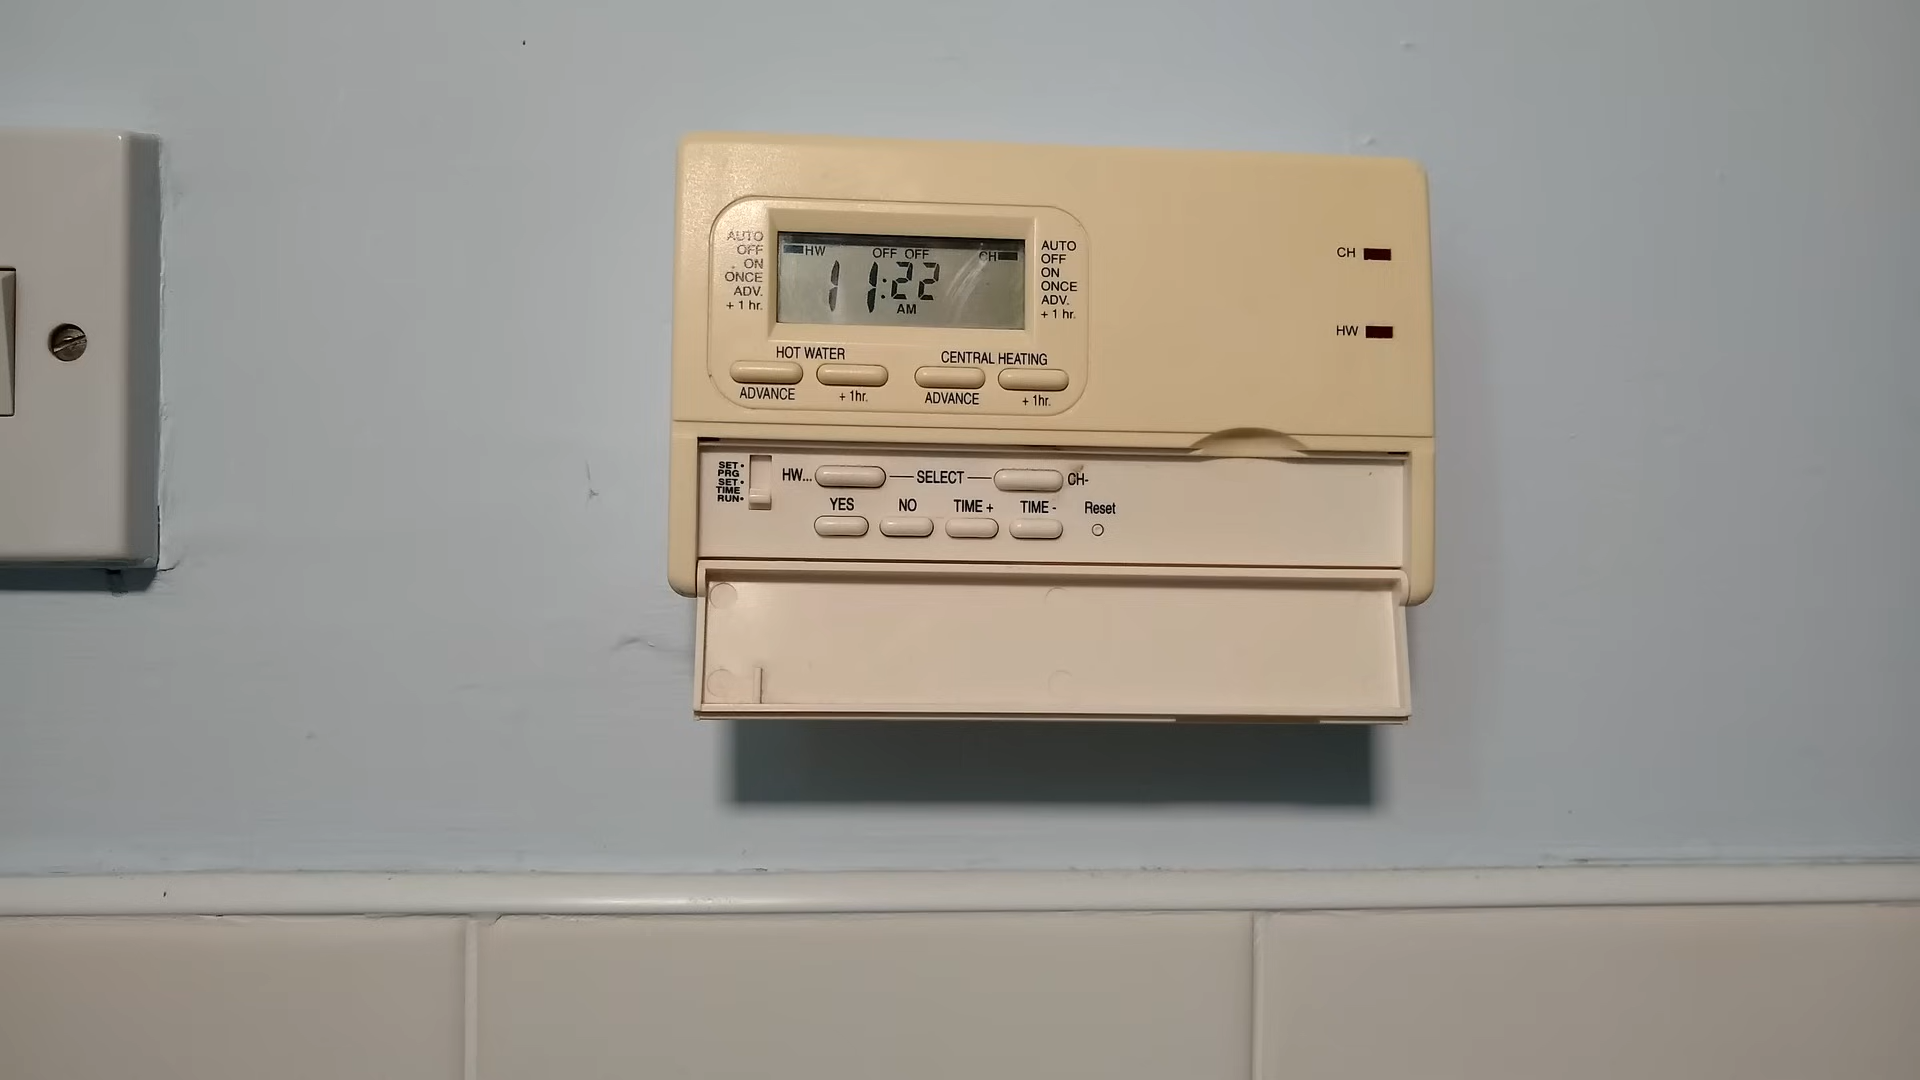 AUTO
OFF
ON
ONCE
ADV.
+ 1 hr.
HW OFF OFF CH
11:22
AM
AUTO
OFF
ON
ONCE
ADV.
+ 1 hr.
HOT WATER
ADVANCE + 1hr.
CENTRAL HEATING
ADVANCE + 1hr.
CH
HW
SET
PRG
SET
TIME
RUN
HW... SELECT CH-
YES NO TIME + TIME - Reset